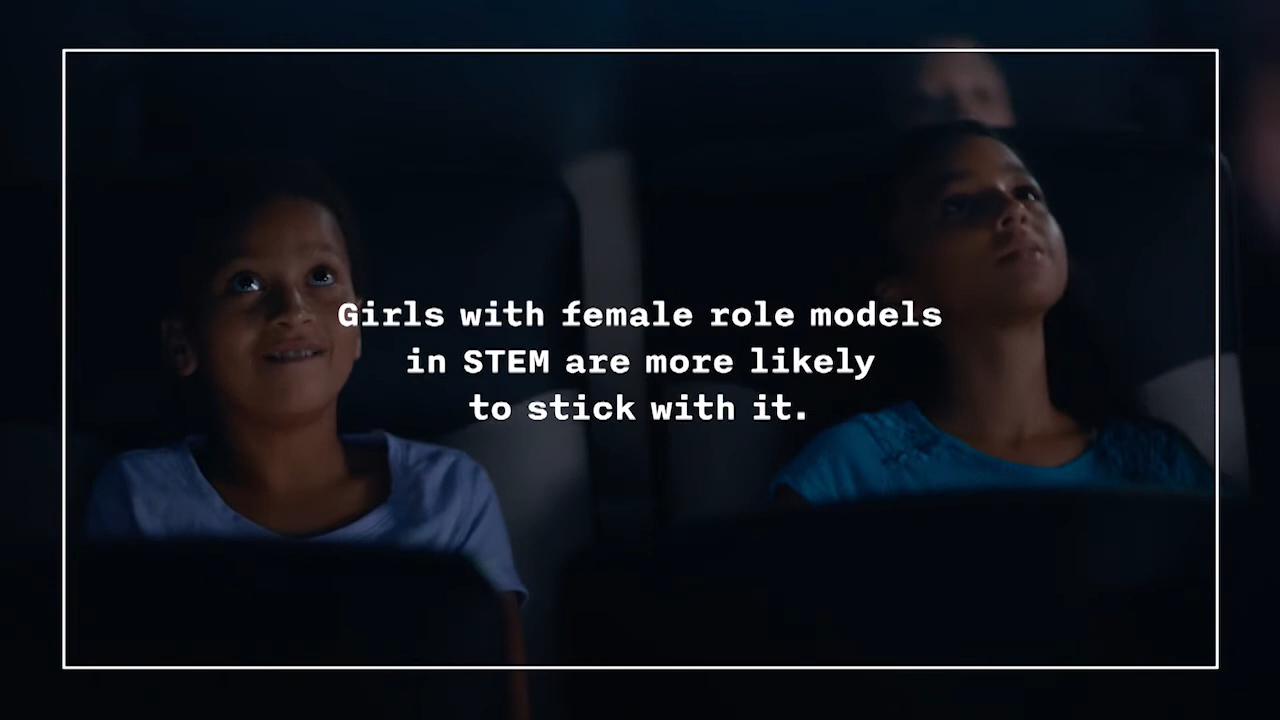 Girls with female role models
in STEM are more likely
to stick with it.